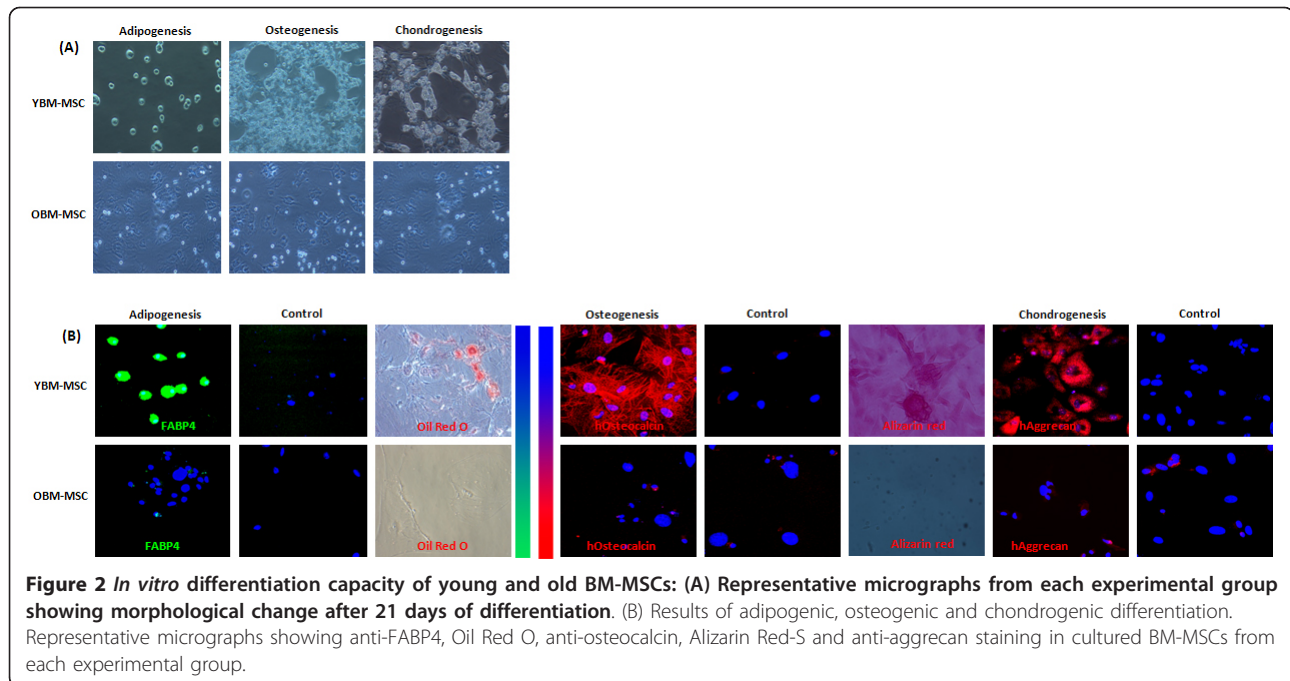 Adipogenesis Osteogenesis Chondrogenesis
(A)
YBM-MSC
OBM-MSC
Adipogenesis Control Osteogenesis Control Chondrogenesis Control
(B)
YBM-MSC
FABP4 Oil Red O hOsteocalcin Alizarin red hAggrecan
OBM-MSC
FABP4 Oil Red O hOsteocalcin Alizarin red hAggrecan
Figure 2 In vitro differentiation capacity of young and old BM-MSCs: (A) Representative micrographs from each experimental group
showing morphological change after 21 days of differentiation. (B) Results of adipogenic, osteogenic and chondrogenic differentiation.
Representative micrographs showing anti-FABP4, Oil Red O, anti-osteocalcin, Alizarin Red-S and anti-aggrecan staining in cultured BM-MSCs from
each experimental group.